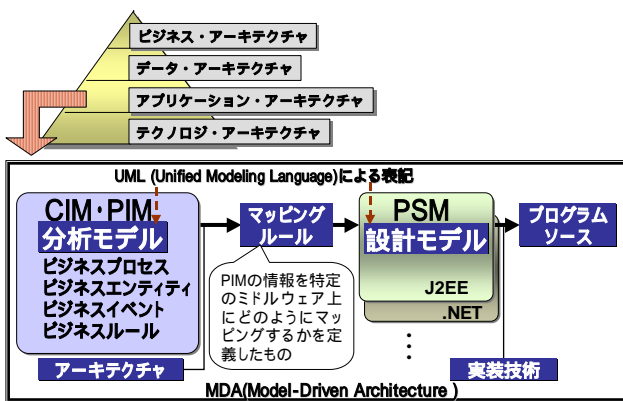 ビジネス・アーキテクチャ
データ・アーキテクチャ
アプリケーション・アーキテクチャ
テクノロジ・アーキテクチャ
UML (Unified Modeling Language)による表記
CIM・PIM
分析モデル
ビジネスプロセス
ビジネスエンティティ
ビジネスイベント
ビジネスルール
アーキテクチャ
マッピング
ルール
PIMの情報を特定
のミドルウェア上
にどのようにマッ
ピングするかを定
義したもの
PSM
設計モデル
J2EE
.NET
プログラム
ソース
実装技術
MDA(Model-Driven Architecture )